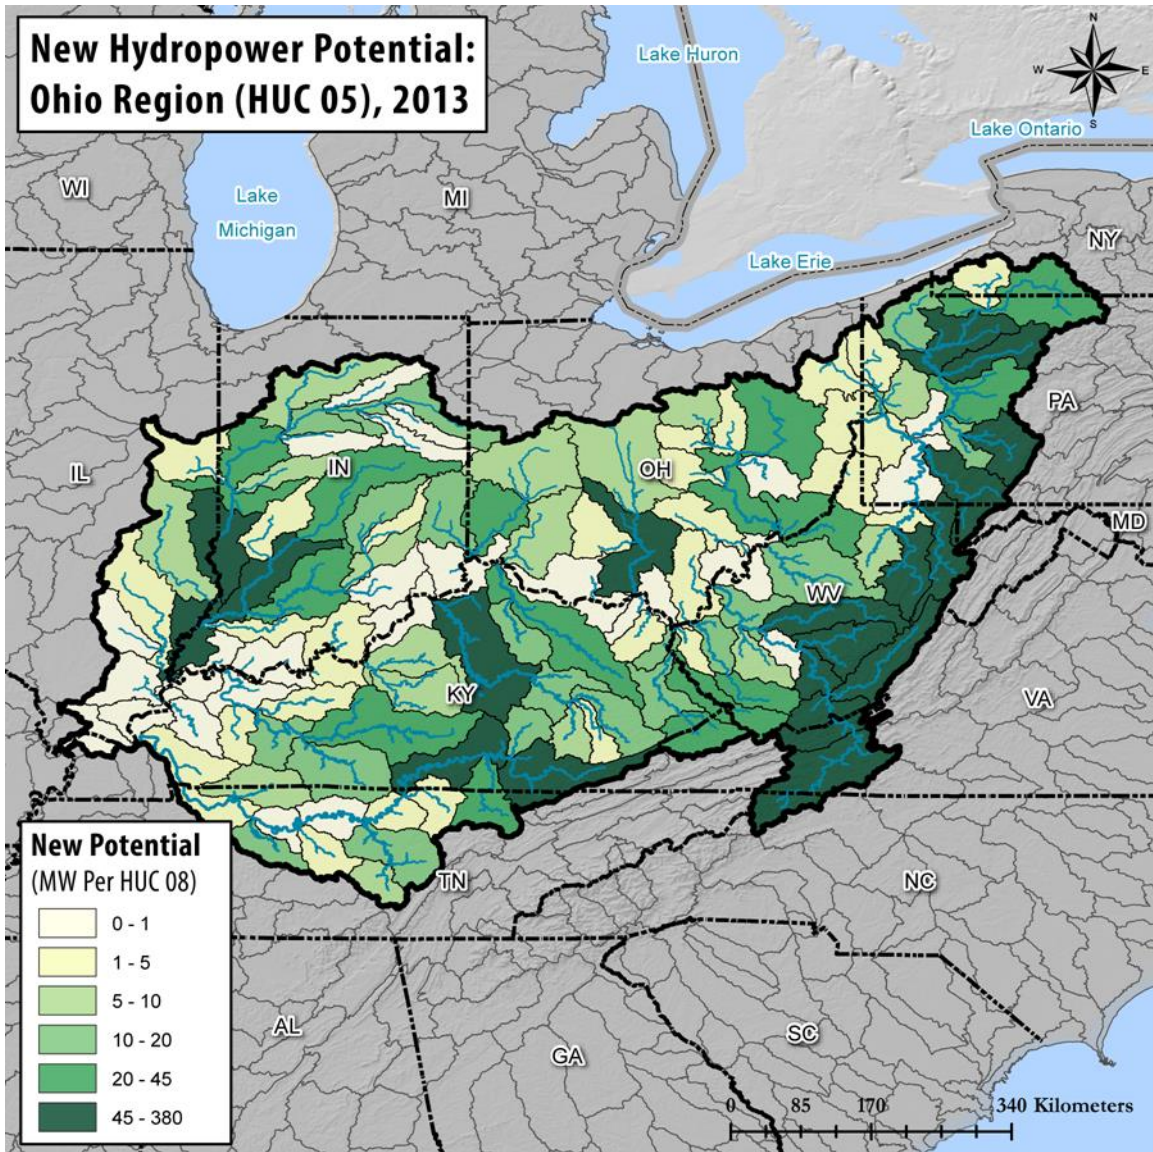 New Hydropower Potential:
Ohio Region (HUC 05), 2013
N
W
E
S
Lake Huron
Lake Ontario
WI
Lake
Michigan
MI
NY
Lake Erie
PA
IL
IN
OH
MD
WV
KY
VA
TN
NC
AL
GA
SC
New Potential
(MW Per HUC 08)
0 - 1
1 - 5
5 - 10
10 - 20
20 - 45
45 - 380
0 85 170 340 Kilometers